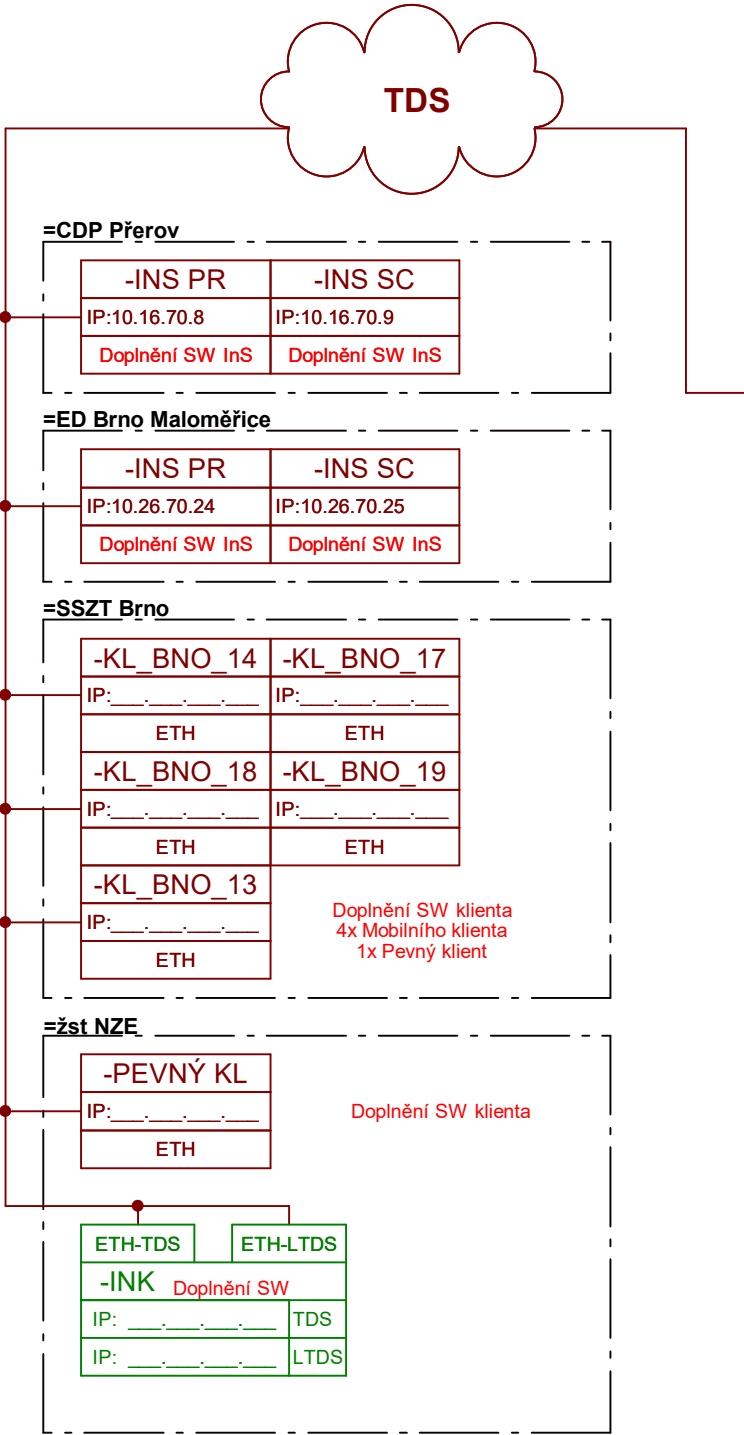 TDS
=CDP Přerov
-INS PR -INS SC
IP:10.16.70.8 IP:10.16.70.9
Doplnění SW InS Doplnění SW InS
=ED Brno Maloměřice
-INS PR -INS SC
IP:10.26.70.24 IP:10.26.70.25
Doplnění SW InS Doplnění SW InS
=SSZT Brno
-KL_BNO_14 -KL_BNO_17
IP:___.___.___.___ IP:___.___.___.___
ETH ETH
-KL_BNO_18 -KL_BNO_19
IP:___.___.___.___ IP:___.___.___.___
ETH ETH
-KL_BNO_13
IP:___.___.___.___
ETH
Doplnění SW klienta
4x Mobilního klienta
1x Pevný klient
=žst NZE
-PEVNÝ KL
IP:___.___.___.___
ETH
Doplnění SW klienta
ETH-TDS ETH-LTDS
-INK Doplnění SW
IP: ___.___.___.___ TDS
IP: ___.___.___.___ LTDS